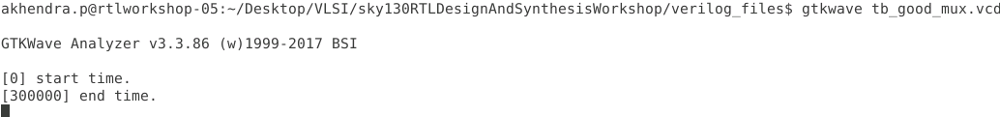 akhendra.p@rtlworkshop-05:~/Desktop/VLSI/sky130RTLDesignAndSynthesisWorkshop/verilog_files$ gtkwave tb_good_mux.vcd
GTKWave Analyzer v3.3.86 (w)1999-2017 BSI
[0] start time.
[300000] end time.